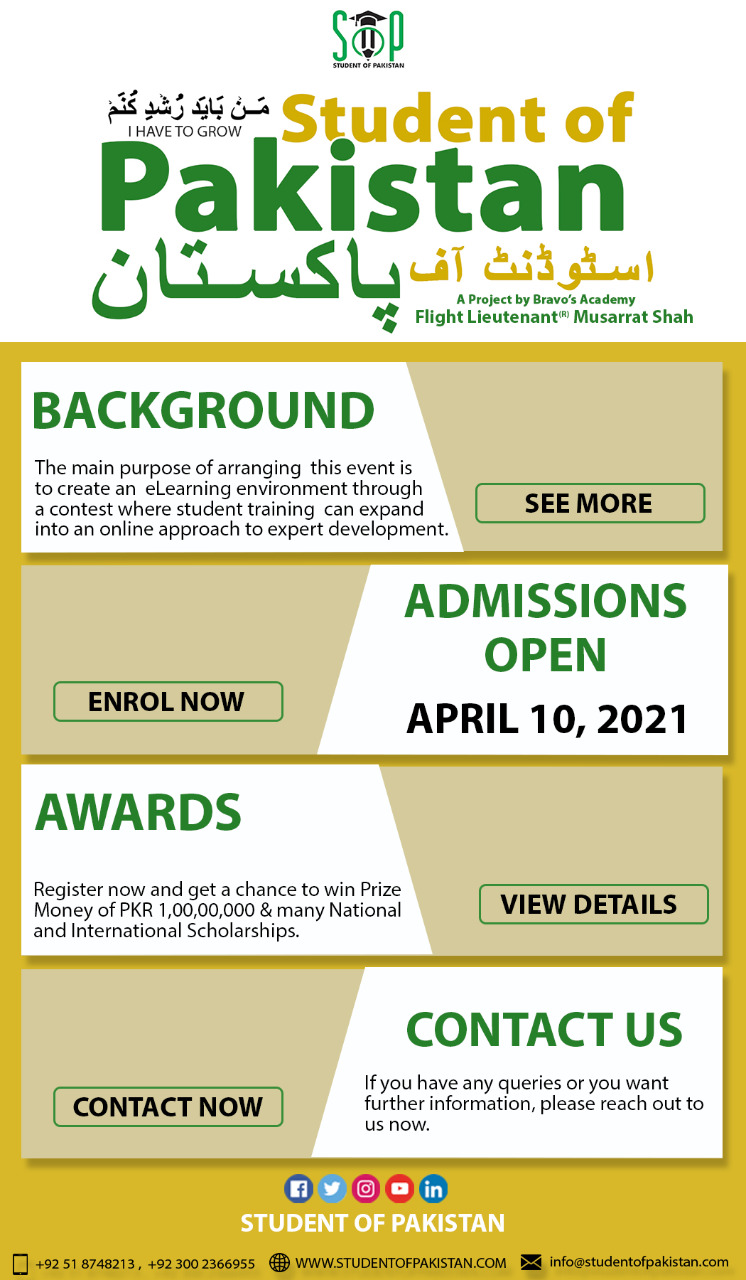 SOP
STUDENT OF PAKISTAN
مَن بَایَد رُشْدِ کُنَمْ
I HAVE TO GROW
Student of
Pakistan
اسٹوڈنٹ آف
پاکستان
A Project by Bravo's Academy
Flight Lieutenant(R) Musarrat Shah
BACKGROUND
The main purpose of arranging this event is
to create an eLearning environment through
a contest where student training can expand
into an online approach to expert development.
SEE MORE
ADMISSIONS
OPEN
APRIL 10, 2021
ENROL NOW
AWARDS
Register now and get a chance to win Prize
Money of PKR 1,00,00,000 & many National
and International Scholarships.
VIEW DETAILS
CONTACT US
If you have any queries or you want
further information, please reach out to
us now.
CONTACT NOW
STUDENT OF PAKISTAN
+92 51 8748213 , +92 300 2366955 WWW.STUDENTOFPAKISTAN.COM info@studentofpakistan.com